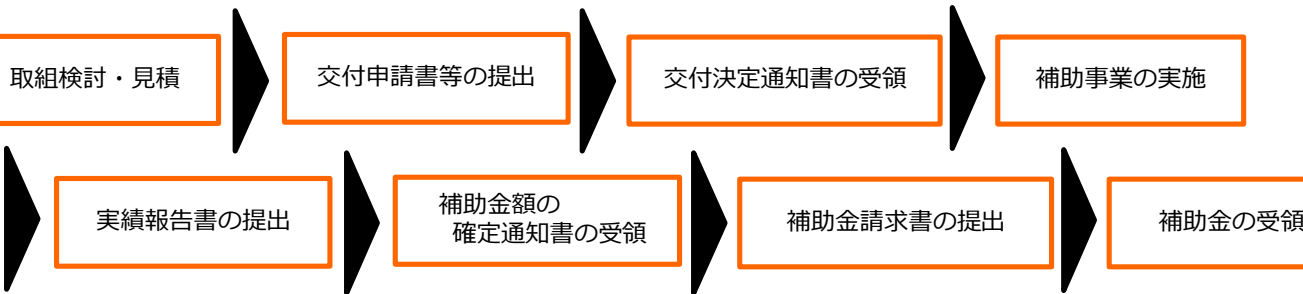 取組検討・見積
交付申請書等の提出
交付決定通知書の受領
補助事業の実施
実績報告書の提出
補助金額の
確定通知書の受領
補助金請求書の提出
補助金の受領